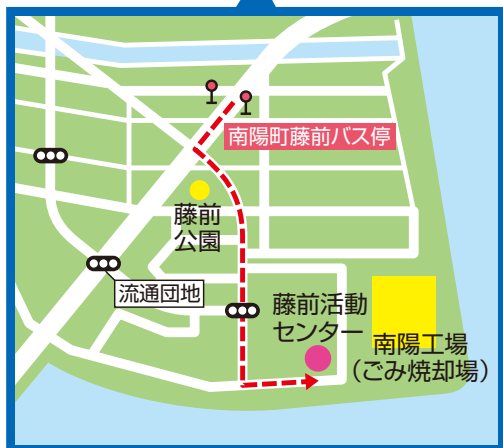 南陽町藤前バス停
藤前
公園
流通団地
藤前活動
センター
南陽工場
（ごみ焼却場）